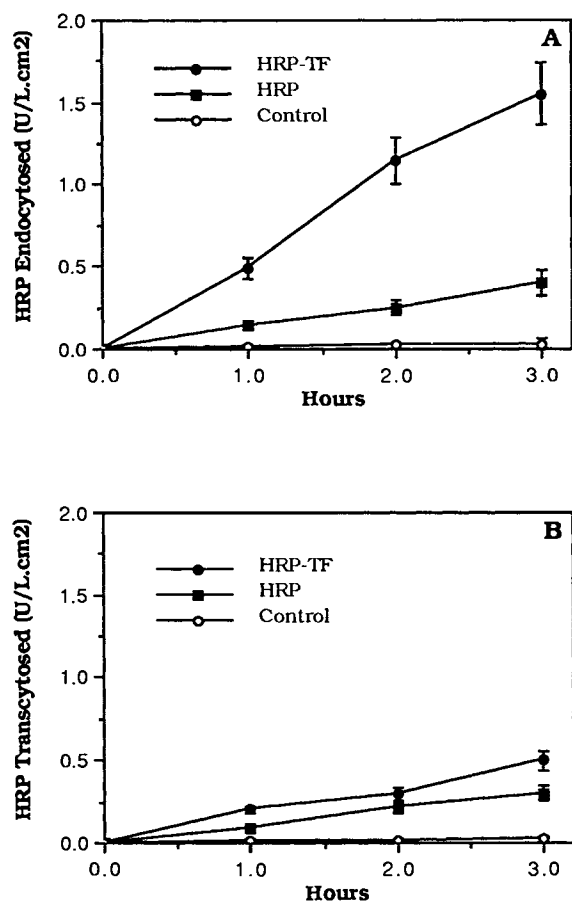 A
HRP-TF
HRP
Control
HRP Endocytosed (U/L.cm2)
2.0
1.5
1.0
0.5
0.0
0.0 1.0 2.0 3.0
Hours
B
HRP-TF
HRP
Control
HRP Transcytosed (U/L.cm2)
2.0
1.5
1.0
0.5
0.0
0.0 1.0 2.0 3.0
Hours